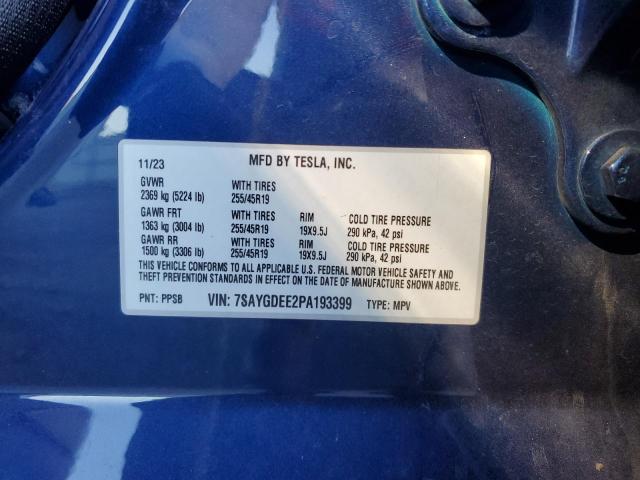 11/23 MFD BY TESLA, INC.
GVWR WITH TIRES
2369 kg (5224 lb) 255/45R19
GAWR FRT WITH TIRES RIM COLD TIRE PRESSURE
1363 kg (3004 lb) 255/45R19 19X9.5J 290 kPa, 42 psi
GAWR RR WITH TIRES RIM COLD TIRE PRESSURE
1500 kg (3306 lb) 255/45R19 19X9.5J 290 kPa, 42 psi
THIS VEHICLE CONFORMS TO ALL APPLICABLE U.S. FEDERAL MOTOR VEHICLE SAFETY AND
THEFT PREVENTION STANDARDS IN EFFECT ON THE DATE OF MANUFACTURE SHOWN ABOVE.
PNT: PPSB VIN: 7SAYGDEE2PA193399 TYPE: MPV